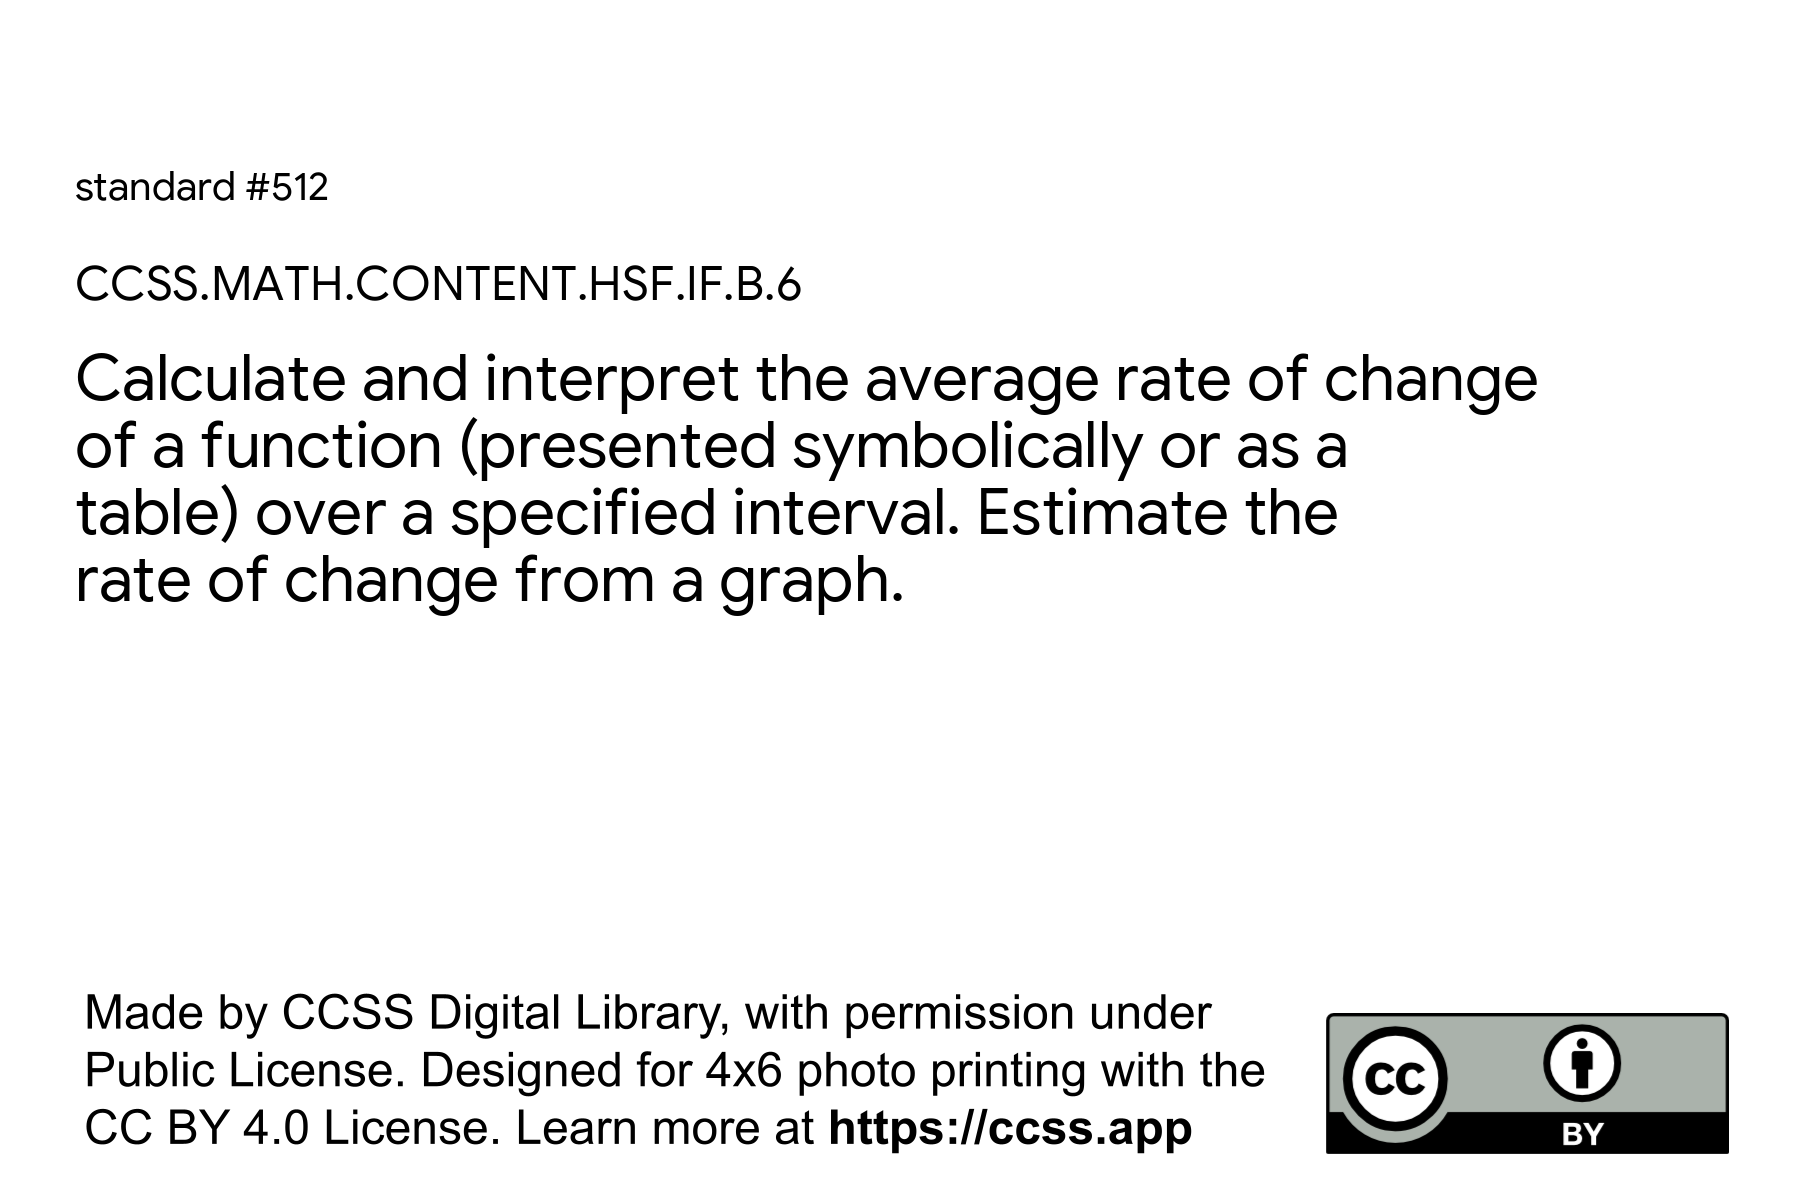 standard #512
CCSS.MATH.CONTENT.HSF.IF.B.6
Calculate and interpret the average rate of change
of a function (presented symbolically or as a
table) over a specified interval. Estimate the
rate of change from a graph.
Made by CCSS Digital Library, with permission under
Public License. Designed for 4x6 photo printing with the
CC BY 4.0 License. Learn more at https://ccss.app
CC
BY